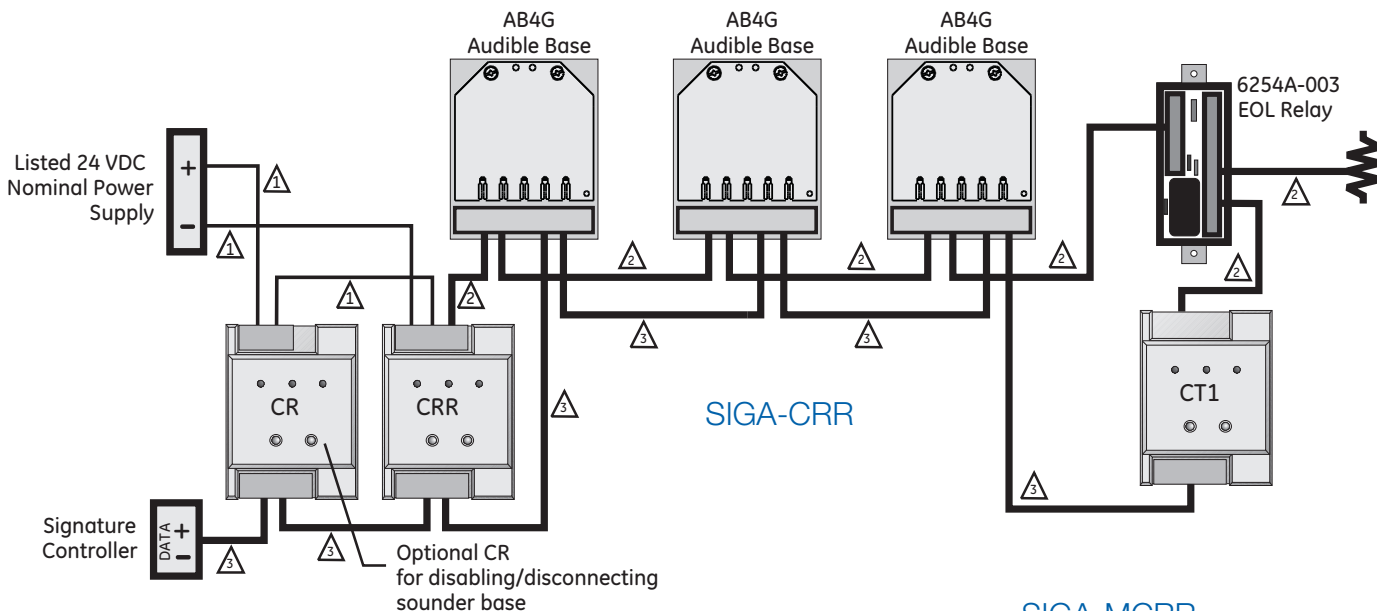 AB4G
Audible Base
AB4G
Audible Base
AB4G
Audible Base
6254A-003
EOL Relay
Listed 24 VDC
Nominal Power
Supply
+
-
1
1
1
2
2
2
2
2
2
3
3
3
CR
CRR
SIGA-CRR
CT1
3
Signature
Controller
DATA
+
-
3
3
Optional CR
for disabling/disconnecting
sounder base
SIGA-MCRR